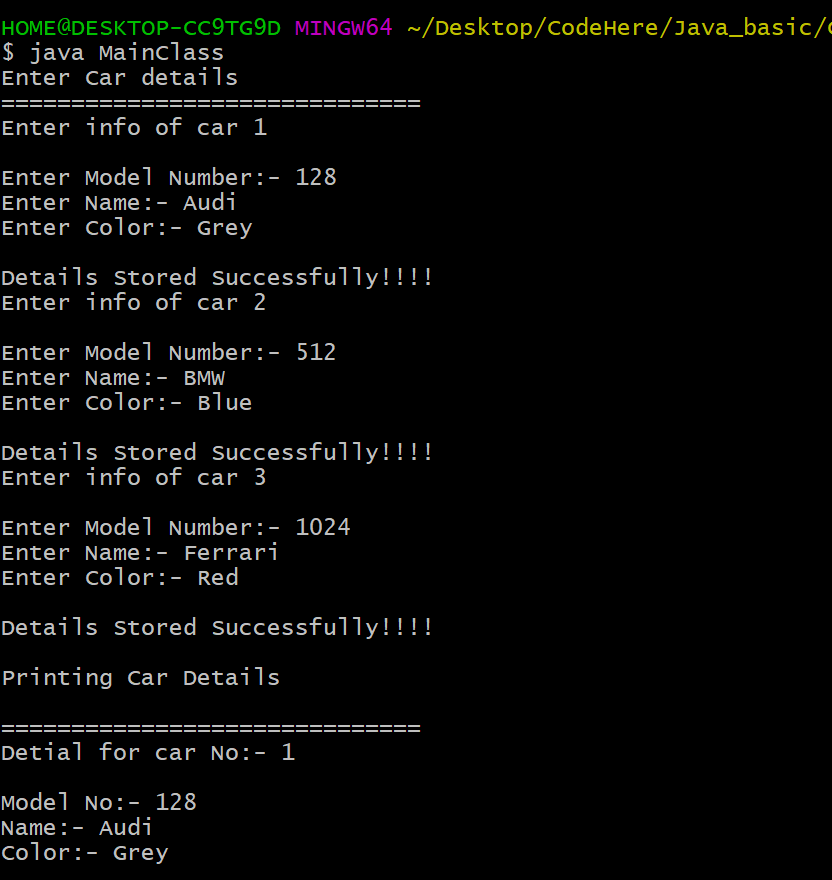 HOME@DESKTOP-CC9TG9D MINGW64 ~/Desktop/CodeHere/Java_basic/
$ java MainClass
Enter Car details
==============================
Enter info of car 1
Enter Model Number:- 128
Enter Name:- Audi
Enter Color:- Grey
Details Stored Successfully!!!!
Enter info of car 2
Enter Model Number:- 512
Enter Name:- BMW
Enter Color:- Blue
Details Stored Successfully!!!!
Enter info of car 3
Enter Model Number:- 1024
Enter Name:- Ferrari
Enter Color:- Red
Details Stored Successfully!!!!
Printing Car Details
==============================
Detial for car No:- 1
Model No:- 128
Name:- Audi
Color:- Grey